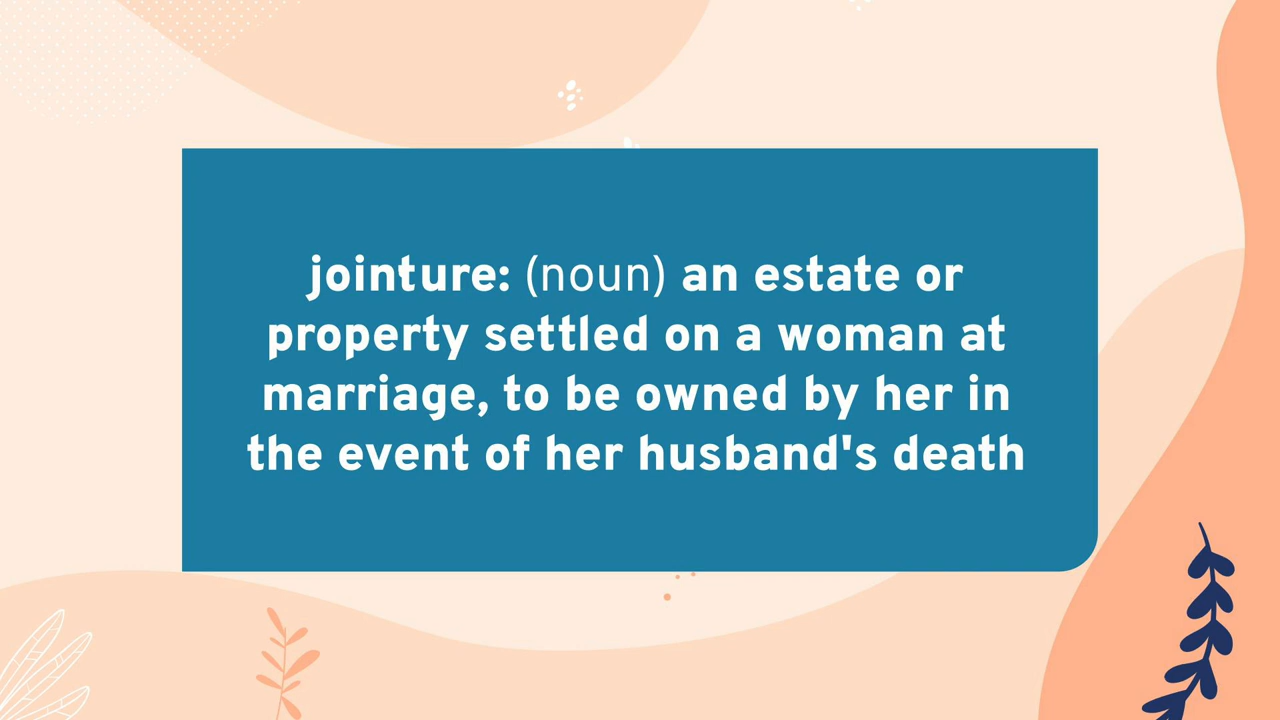 jointure: (noun) an estate or
property settled on a woman at
marriage, to be owned by her in
the event of her husband's death